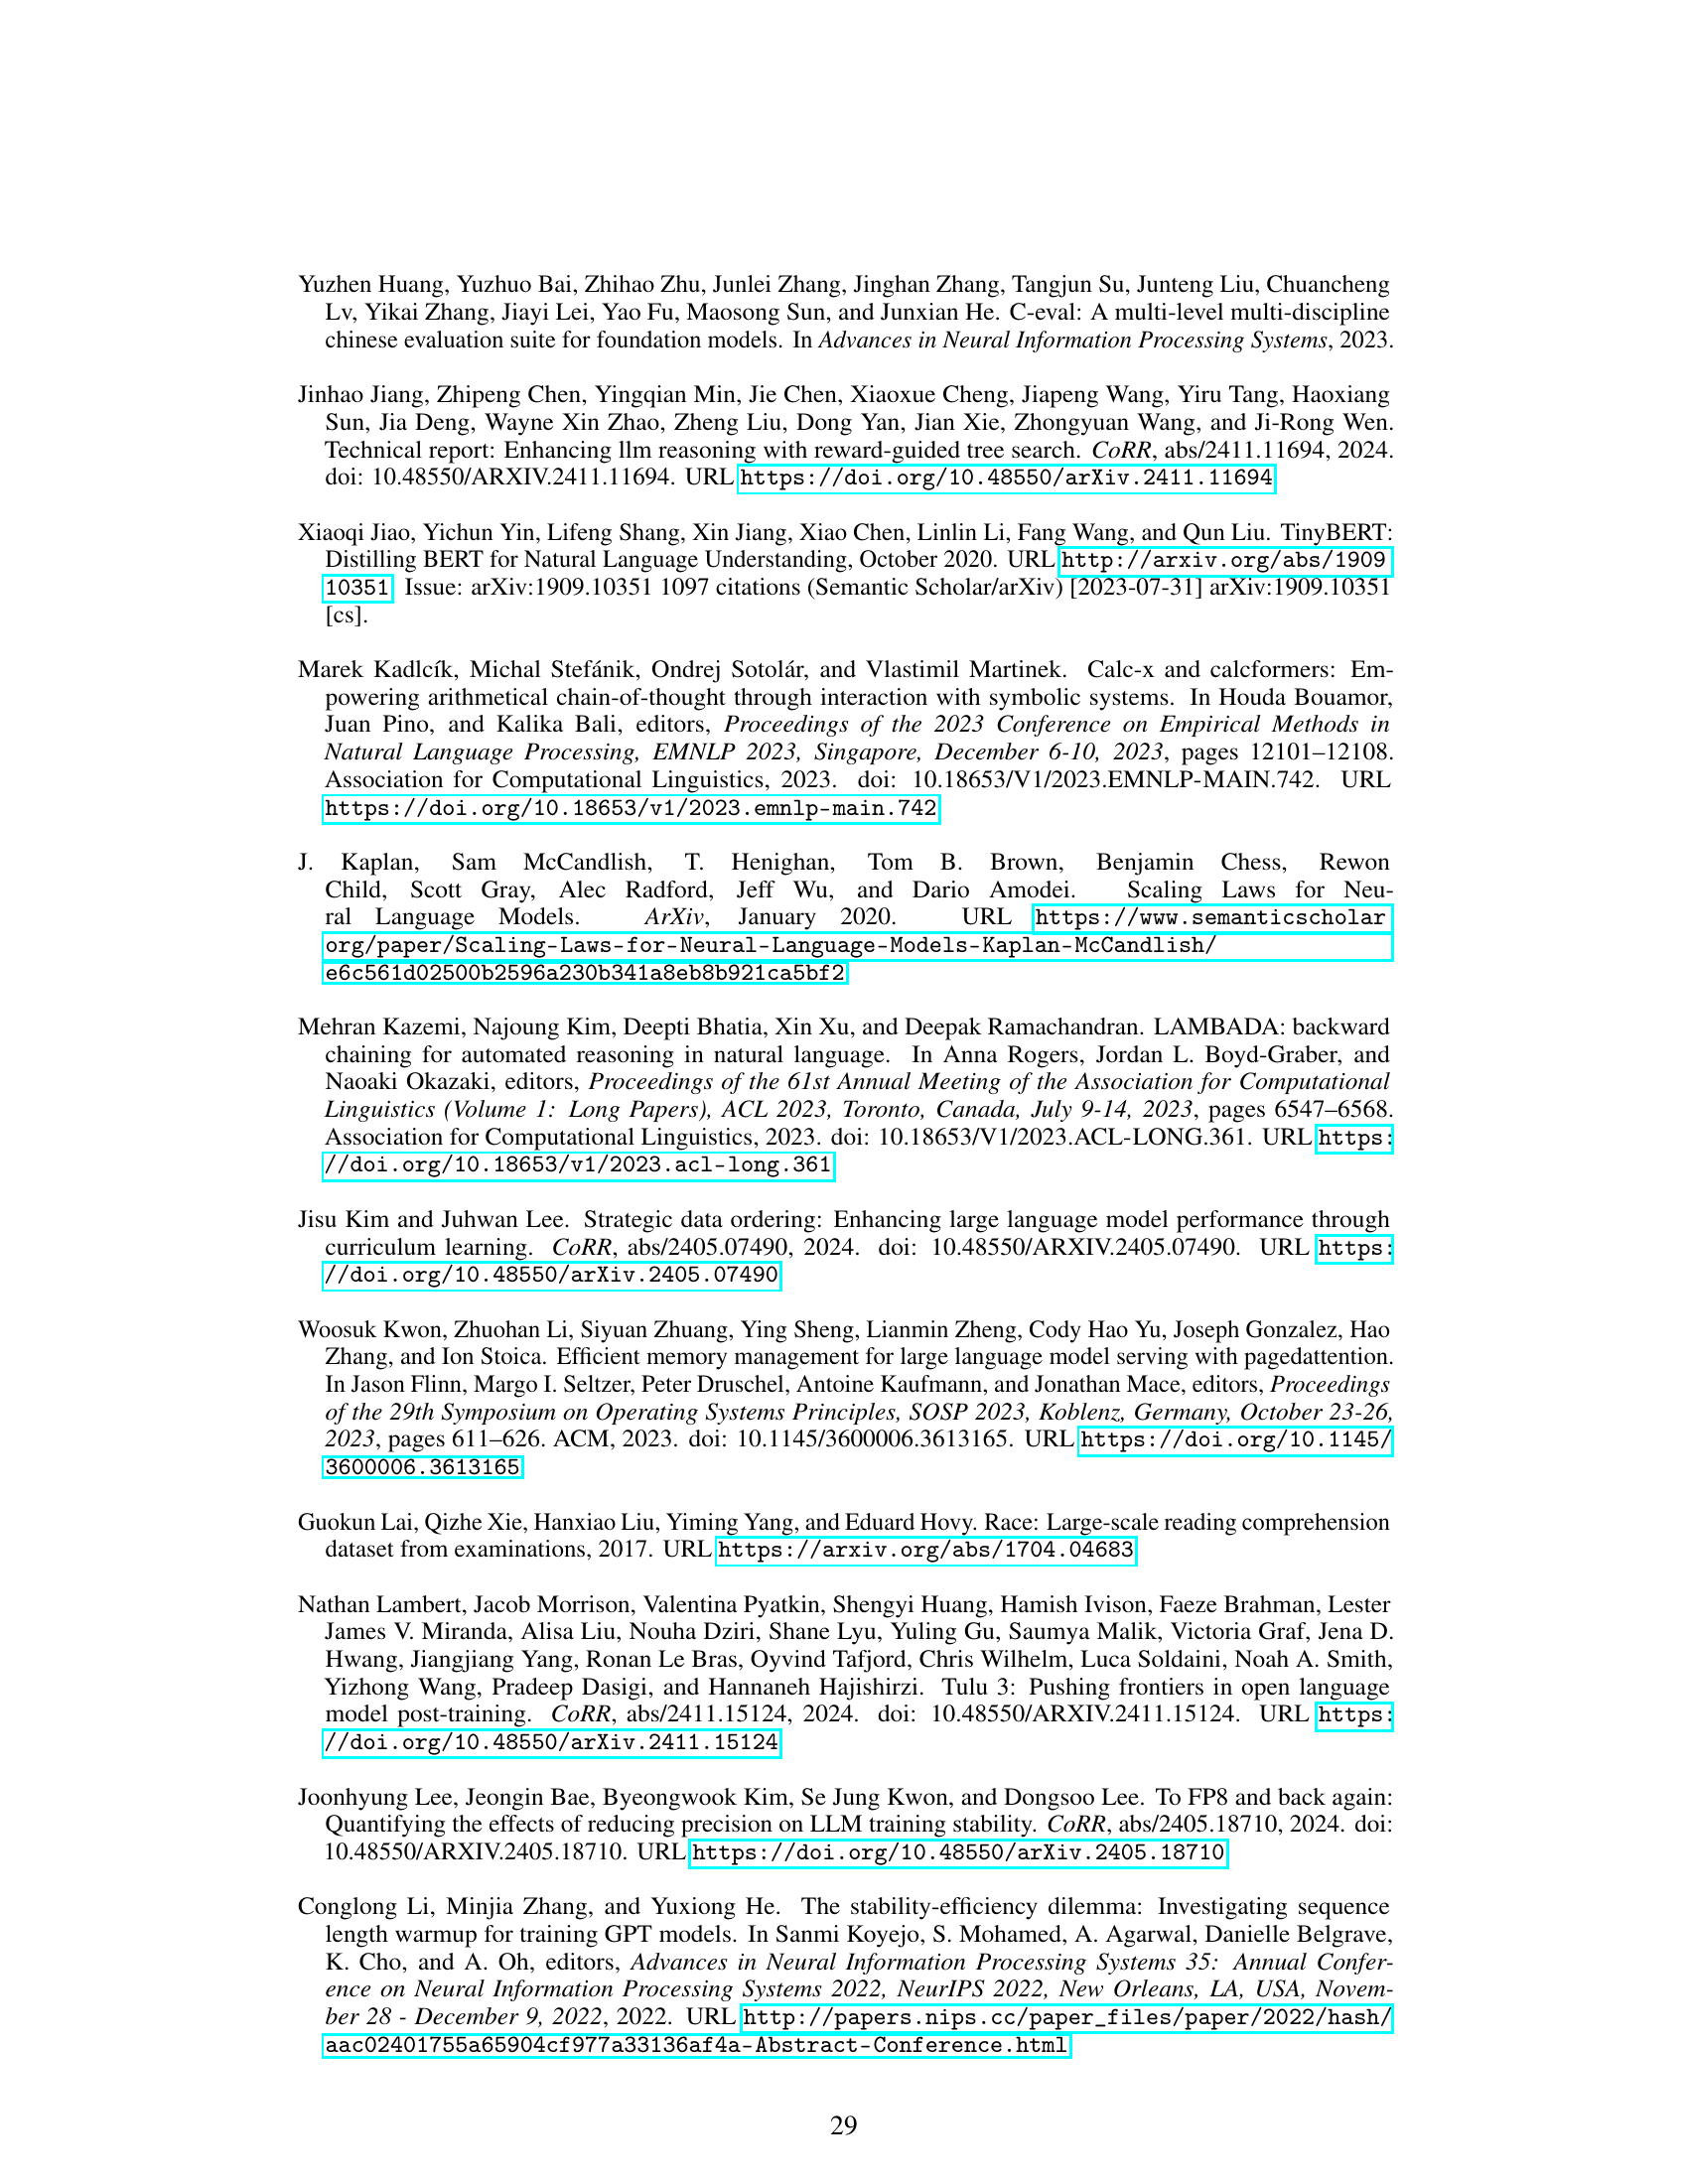 Yuzhen Huang, Yuzhuo Bai, Zhihao Zhu, Junlei Zhang, Jinghan Zhang, Tangjun Su, Junteng Liu, Chuancheng
Lv, Yikai Zhang, Jiayi Lei, Yao Fu, Maosong Sun, and Junxian He. C-eval: A multi-level multi-discipline
chinese evaluation suite for foundation models. In Advances in Neural Information Processing Systems, 2023.
Jinhao Jiang, Zhipeng Chen, Yingqian Min, Jie Chen, Xiaoxue Cheng, Jiapeng Wang, Yiru Tang, Haoxiang
Sun, Jia Deng, Wayne Xin Zhao, Zheng Liu, Dong Yan, Jian Xie, Zhongyuan Wang, and Ji-Rong Wen.
Technical report: Enhancing llm reasoning with reward-guided tree search. CoRR, abs/2411.11694, 2024.
doi: 10.48550/ARXIV.2411.11694. URL https://doi.org/10.48550/arXiv.2411.11694
Xiaoqi Jiao, Yichun Yin, Lifeng Shang, Xin Jiang, Xiao Chen, Linlin Li, Fang Wang, and Qun Liu. TinyBERT:
Distilling BERT for Natural Language Understanding, October 2020. URL http://arxiv.org/abs/1909
10351 Issue: arXiv:1909.10351 1097 citations (Semantic Scholar/arXiv) [2023-07-31] arXiv:1909.10351
[cs].
Marek Kadlcík, Michal Stefánik, Ondrej Sotolár, and Vlastimil Martinek. Calc-x and calcformers: Em-
powering arithmetical chain-of-thought through interaction with symbolic systems. In Houda Bouamor,
Juan Pino, and Kalika Bali, editors, Proceedings of the 2023 Conference on Empirical Methods in
Natural Language Processing, EMNLP 2023, Singapore, December 6-10, 2023, pages 12101–12108.
Association for Computational Linguistics, 2023. doi: 10.18653/V1/2023.EMNLP-MAIN.742. URL
https://doi.org/10.18653/v1/2023.emnlp-main.742
J. Kaplan, Sam McCandlish, T. Henighan, Tom B. Brown, Benjamin Chess, Rewon
Child, Scott Gray, Alec Radford, Jeff Wu, and Dario Amodei. Scaling Laws for Neu-
ral Language Models. ArXiv, January 2020. URL https://www.semanticscholar
org/paper/Scaling-Laws-for-Neural-Language-Models-Kaplan-McCandlish/
e6c561d02500b2596a230b341a8eb8b921ca5bf2
Mehran Kazemi, Najoung Kim, Deepti Bhatia, Xin Xu, and Deepak Ramachandran. LAMBADA: backward
chaining for automated reasoning in natural language. In Anna Rogers, Jordan L. Boyd-Graber, and
Naoaki Okazaki, editors, Proceedings of the 61st Annual Meeting of the Association for Computational
Linguistics (Volume 1: Long Papers), ACL 2023, Toronto, Canada, July 9-14, 2023, pages 6547–6568.
Association for Computational Linguistics, 2023. doi: 10.18653/V1/2023.ACL-LONG.361. URL https:
//doi.org/10.18653/v1/2023.acl-long.361
Jisu Kim and Juhwan Lee. Strategic data ordering: Enhancing large language model performance through
curriculum learning. CoRR, abs/2405.07490, 2024. doi: 10.48550/ARXIV.2405.07490. URL https:
//doi.org/10.48550/arXiv.2405.07490
Woosuk Kwon, Zhuohan Li, Siyuan Zhuang, Ying Sheng, Lianmin Zheng, Cody Hao Yu, Joseph Gonzalez, Hao
Zhang, and Ion Stoica. Efficient memory management for large language model serving with pagedattention.
In Jason Flinn, Margo I. Seltzer, Peter Druschel, Antoine Kaufmann, and Jonathan Mace, editors, Proceedings
of the 29th Symposium on Operating Systems Principles, SOSP 2023, Koblenz, Germany, October 23-26,
2023, pages 611–626. ACM, 2023. doi: 10.1145/3600006.3613165. URL https://doi.org/10.1145/
3600006.3613165
Guokun Lai, Qizhe Xie, Hanxiao Liu, Yiming Yang, and Eduard Hovy. Race: Large-scale reading comprehension
dataset from examinations, 2017. URL https://arxiv.org/abs/1704.04683
Nathan Lambert, Jacob Morrison, Valentina Pyatkin, Shengyi Huang, Hamish Ivison, Faeze Brahman, Lester
James V. Miranda, Alisa Liu, Nouha Dziri, Shane Lyu, Yuling Gu, Saumya Malik, Victoria Graf, Jena D.
Hwang, Jiangjiang Yang, Ronan Le Bras, Oyvind Tafjord, Chris Wilhelm, Luca Soldaini, Noah A. Smith,
Yizhong Wang, Pradeep Dasigi, and Hannaneh Hajishirzi. Tulu 3: Pushing frontiers in open language
model post-training. CoRR, abs/2411.15124, 2024. doi: 10.48550/ARXIV.2411.15124. URL https:
//doi.org/10.48550/arXiv.2411.15124
Joonhyung Lee, Jeongin Bae, Byeongwook Kim, Se Jung Kwon, and Dongsoo Lee. To FP8 and back again:
Quantifying the effects of reducing precision on LLM training stability. CoRR, abs/2405.18710, 2024. doi:
10.48550/ARXIV.2405.18710. URL https://doi.org/10.48550/arXiv.2405.18710
Conglong Li, Minjia Zhang, and Yuxiong He. The stability-efficiency dilemma: Investigating sequence
length warmup for training GPT models. In Sanmi Koyejo, S. Mohamed, A. Agarwal, Danielle Belgrave,
K. Cho, and A. Oh, editors, Advances in Neural Information Processing Systems 35: Annual Confer-
ence on Neural Information Processing Systems 2022, NeurIPS 2022, New Orleans, LA, USA, Novem-
ber 28 - December 9, 2022, 2022. URL http://papers.nips.cc/paper_files/paper/2022/hash/
aac02401755a65904cf977a33136af4a-Abstract-Conference.html
29